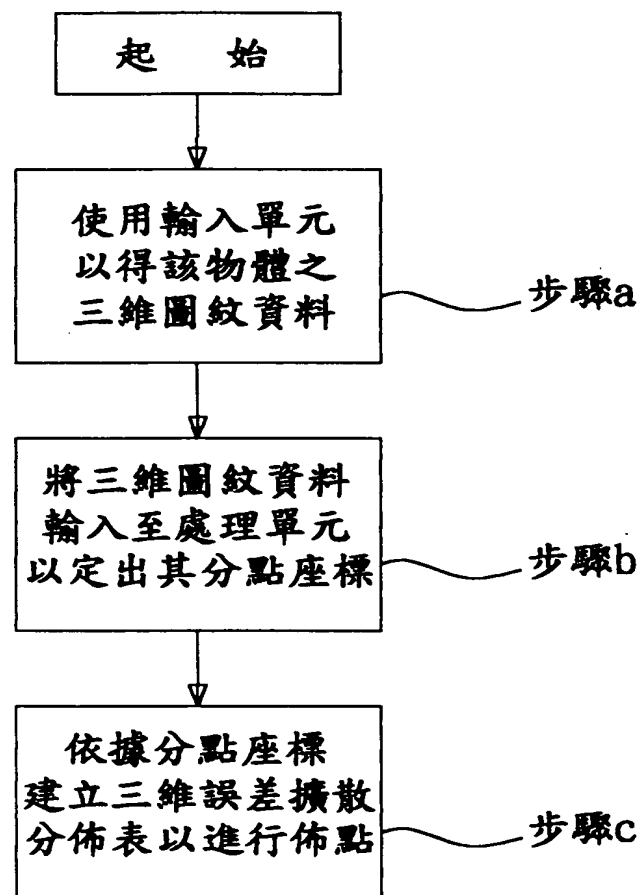 起 始
使用輸入單元
以得該物體之
三維圖紋資料
步驟a
將三維圖紋資料
輸入至處理單元
以定出其分點座標
步驟b
依據分點座標
建立三維誤差擴散
分佈表以進行佈點
步驟c